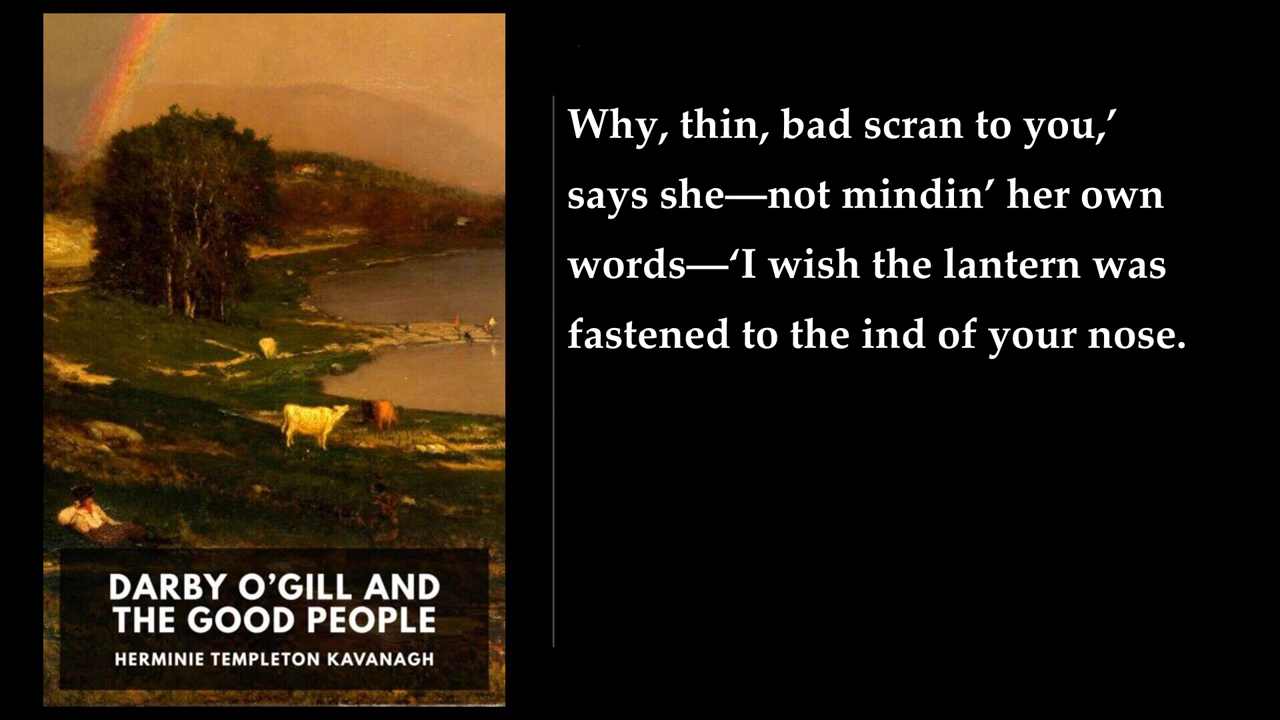 Why, thin, bad scran to you,’
says she—not mindin’ her own
words—‘I wish the lantern was
fastened to the ind of your nose.
DARBY O’GILL AND
THE GOOD PEOPLE
HERMINIE TEMPLETON KAVANAGH